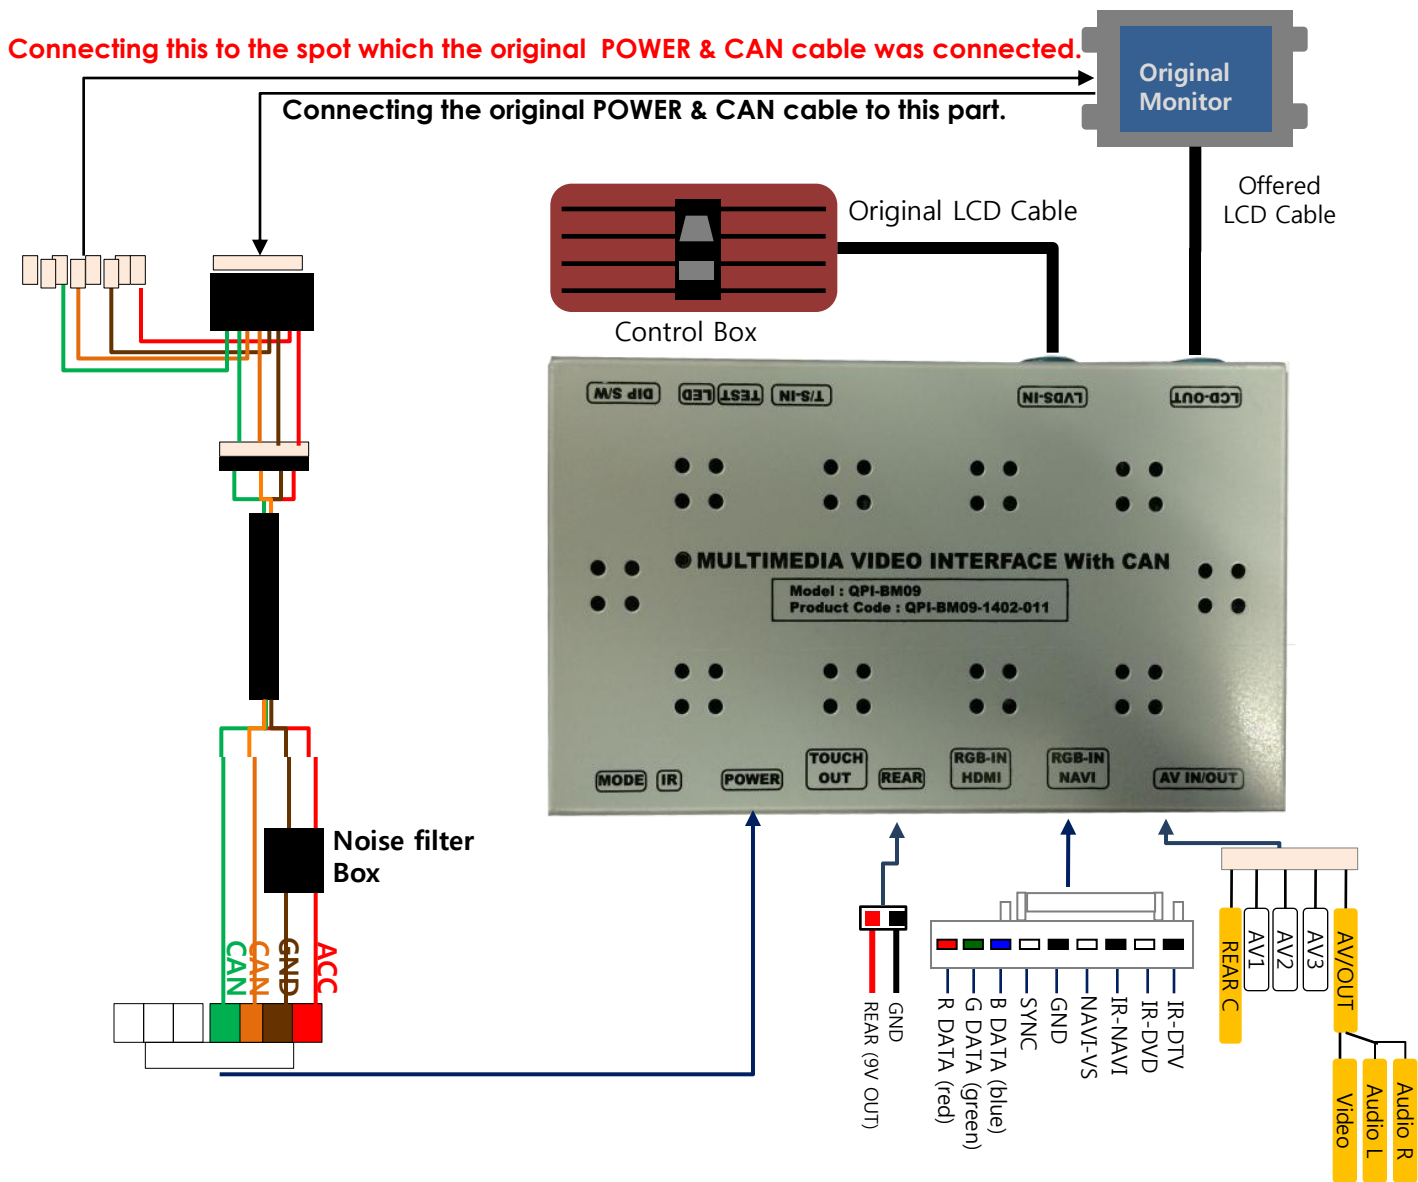 Connecting this to the spot which the original  POWER & CAN cable was connected.
Connecting the original POWER & CAN cable to this part.
Original
Monitor
Offered
LCD Cable
Original LCD Cable
Control Box
DIP S/W
LED
TEST
T/S-IN
LVDS-IN
LCD-OUT
MULTIMEDIA VIDEO INTERFACE With CAN
Model : QPI-BM09
Product Code : QPI-BM09-1402-011
MODE
IR
POWER
TOUCH
OUT
REAR
RGB-IN
HDMI
RGB-IN
NAVI
AV IN/OUT
Noise filter
Box
CAN
CAN
GND
ACC
REAR (9V OUT)
GND
R DATA (red)
G DATA (green)
B DATA (blue)
SYNC
GND
NAVI-VS
IR-NAVI
IR-DVD
IR-DTV
REAR C
AV1
AV2
AV3
AV/OUT
Video
Audio L
Audio R